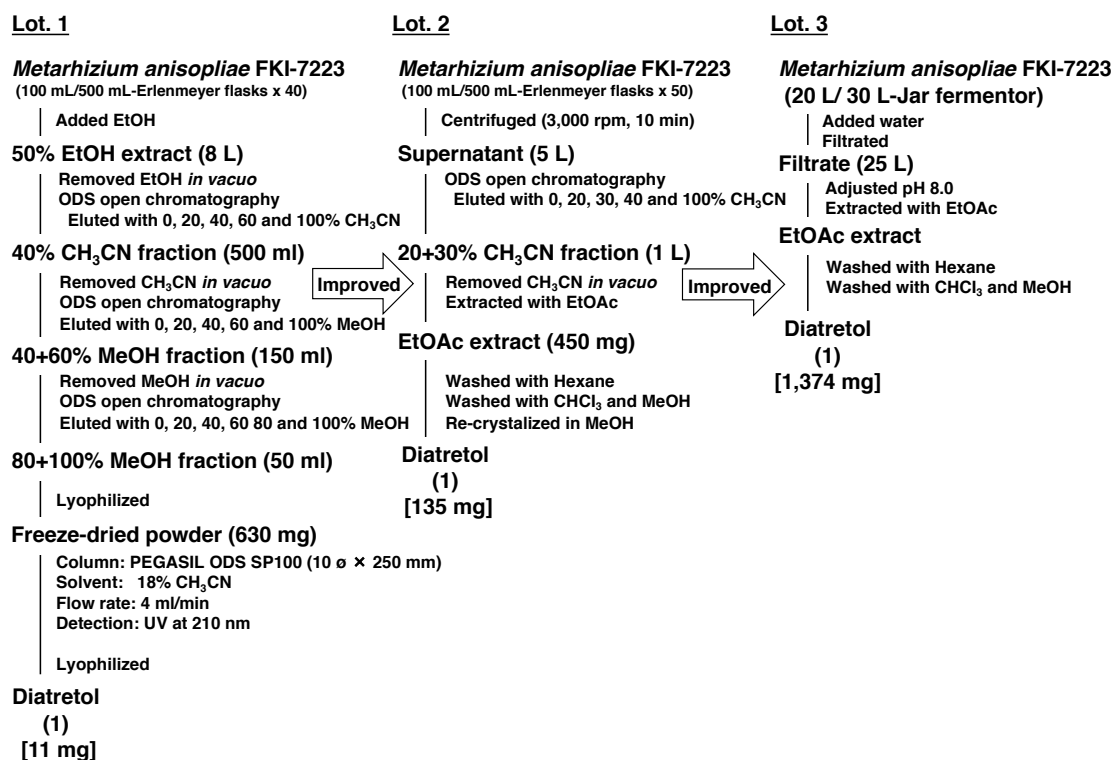 Lot. 1
Metarhizium anisopliae FKI-7223
(100 mL/500 mL-Erlenmeyer flasks x 40)
Added EtOH
50% EtOH extract (8 L)
Removed EtOH in vacuo
ODS open chromatography
Eluted with 0, 20, 40, 60 and 100% CH₃CN
40% CH₃CN fraction (500 ml)
Removed CH₃CN in vacuo
ODS open chromatography
Eluted with 0, 20, 40, 60 and 100% MeOH
40+60% MeOH fraction (150 ml)
Removed MeOH in vacuo
ODS open chromatography
Eluted with 0, 20, 40, 60 80 and 100% MeOH
80+100% MeOH fraction (50 ml)
Lyophilized
Freeze-dried powder (630 mg)
Column: PEGASIL ODS SP100 (10 ø × 250 mm)
Solvent: 18% CH₃CN
Flow rate: 4 ml/min
Detection: UV at 210 nm
Lyophilized
Diatretol
(1)
[11 mg]
Improved
Lot. 2
Metarhizium anisopliae FKI-7223
(100 mL/500 mL-Erlenmeyer flasks x 50)
Centrifuged (3,000 rpm, 10 min)
Supernatant (5 L)
ODS open chromatography
Eluted with 0, 20, 30, 40 and 100% CH₃CN
20+30% CH₃CN fraction (1 L)
Removed CH₃CN in vacuo
Extracted with EtOAc
EtOAc extract (450 mg)
Washed with Hexane
Washed with CHCl₃ and MeOH
Re-crystalized in MeOH
Diatretol
(1)
[135 mg]
Improved
Lot. 3
Metarhizium anisopliae FKI-7223
(20 L/ 30 L-Jar fermentor)
Added water
Filtrated
Filtrate (25 L)
Adjusted pH 8.0
Extracted with EtOAc
EtOAc extract
Washed with Hexane
Washed with CHCl₃ and MeOH
Diatretol
(1)
[1,374 mg]